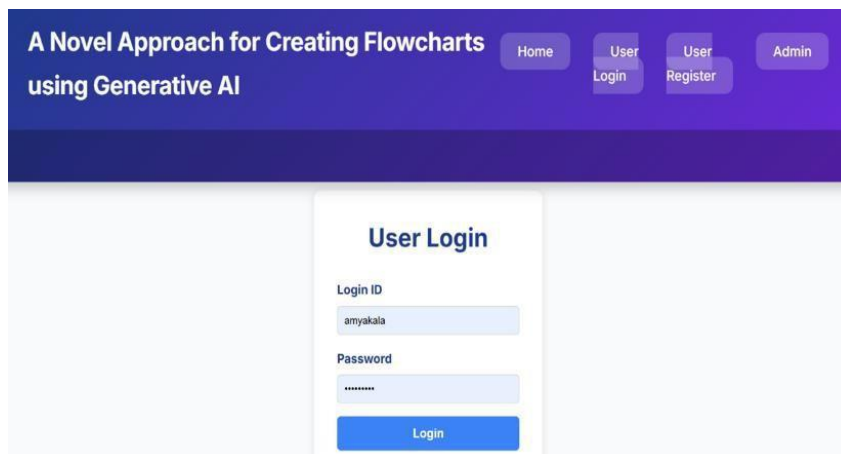 A Novel Approach for Creating Flowcharts
using Generative AI
Home
User
Login
User
Register
Admin
User Login
Login ID
amyakala
Password
•••••••••
Login